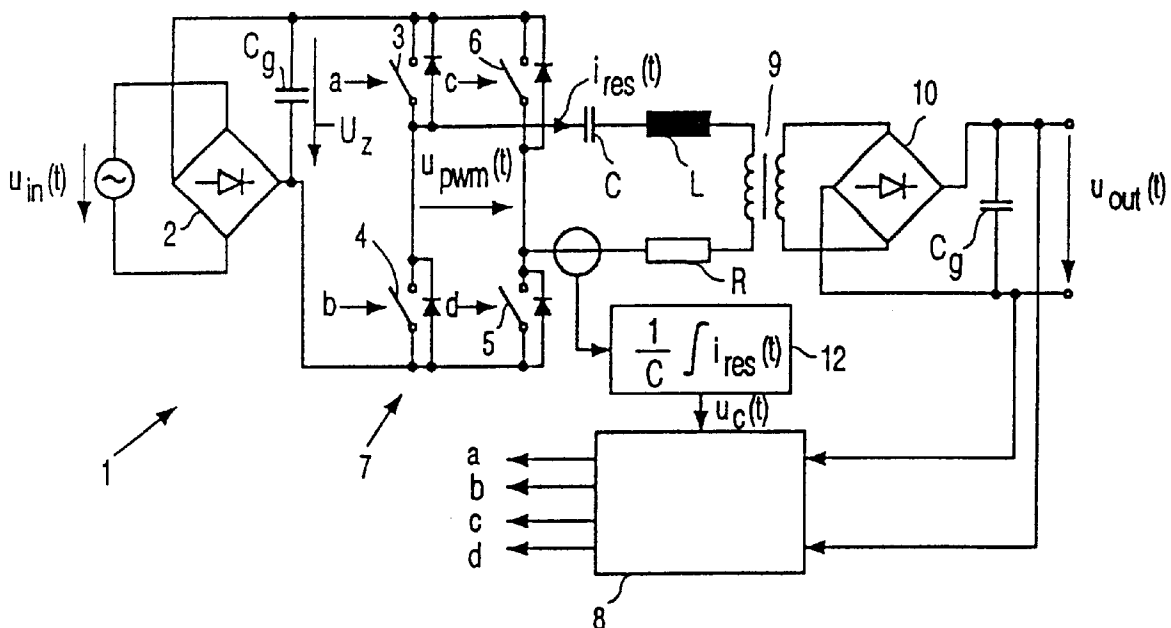 3
6
9
10
C_g
a
c
i_res(t)
U_z
u_in(t)
u_pwm(t)
C
L
u_out(t)
2
4
C_g
R
b
d
5
1/C ∫ i_res(t)
12
u_c(t)
1
7
a
b
c
d
8